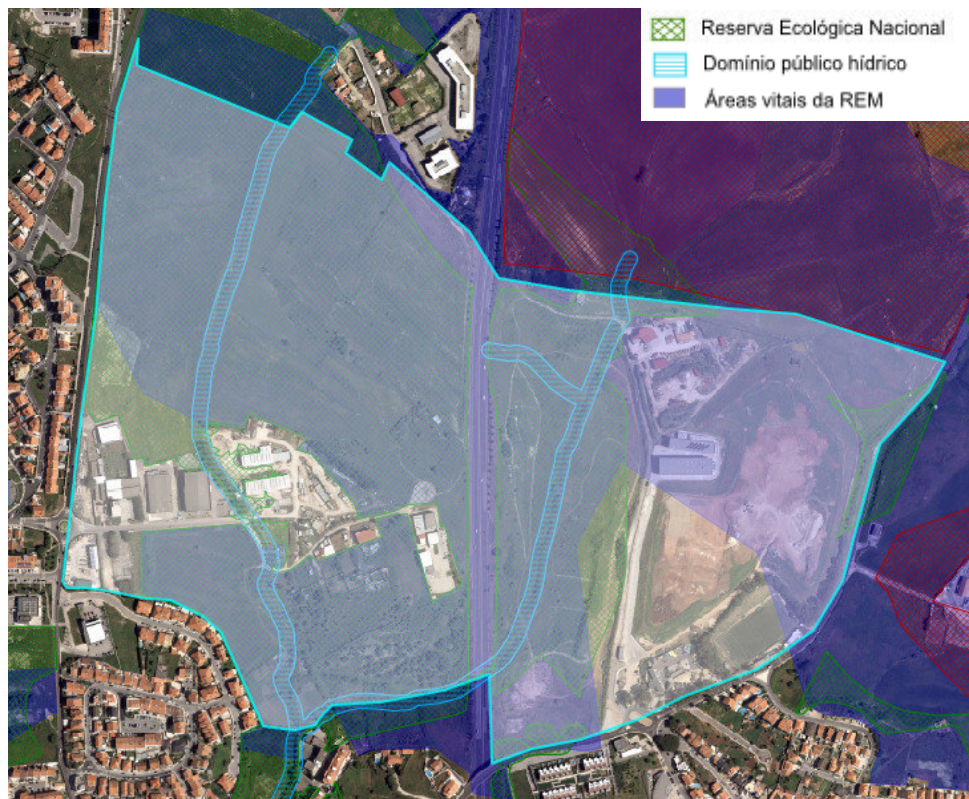 Reserva Ecológica Nacional
Domínio público hídrico
Áreas vitais da REM